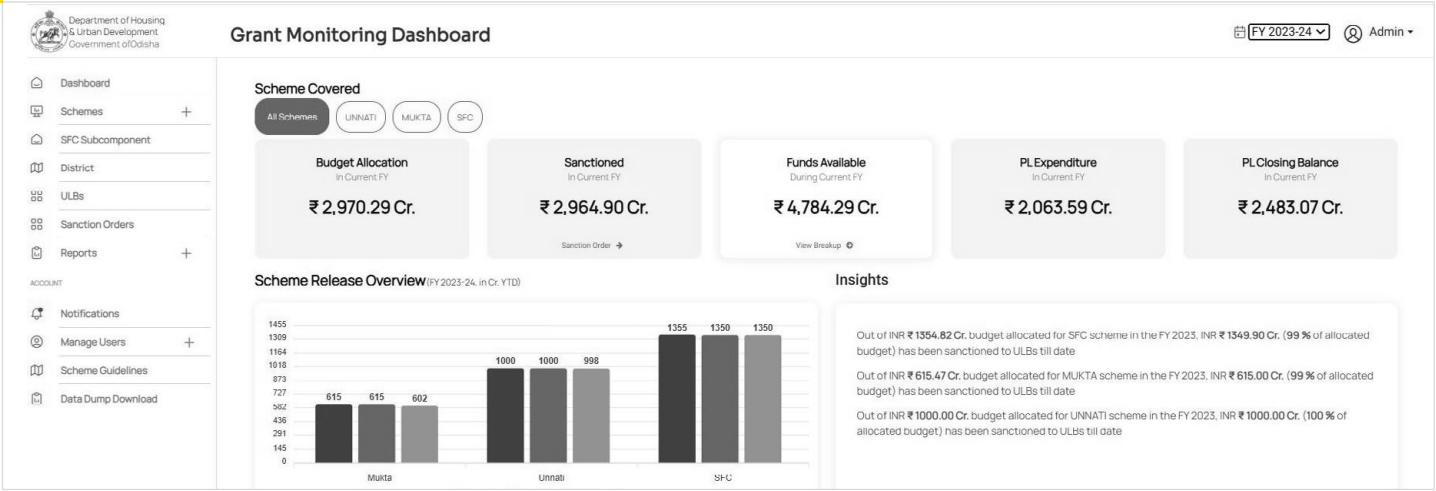 Department of Housing
& Urban Development
Government ofOdisha
Grant Monitoring Dashboard
FY 2023-24
Admin
Dashboard
Schemes
SFC Subcomponent
District
ULBs
Sanction Orders
Reports
ACCOUNT
Notifications
Manage Users
Scheme Guidelines
Data Dump Download
Scheme Covered
All Schemes
UNNATI
MUKTA
SFC
Budget Allocation
In Current FY
₹ 2,970.29 Cr.
Sanctioned
In Current FY
₹ 2,964.90 Cr.
Sanction Order
Funds Available
During Current FY
₹ 4,784.29 Cr.
View Breakup
PL Expenditure
In Current FY
₹ 2,063.59 Cr.
PL Closing Balance
In Current FY
₹ 2,483.07 Cr.
Scheme Release Overview (FY 2023-24, in Cr. YTD)
1455
1309
1164
1018
873
727
582
436
291
145
0
615 615 602
1000 1000 998
1355 1350 1350
Mukta Unnati SFC
Insights
Out of INR ₹ 1354.82 Cr. budget allocated for SFC scheme in the FY 2023, INR ₹ 1349.90 Cr. (99 % of allocated
budget) has been sanctioned to ULBs till date
Out of INR ₹ 615.47 Cr. budget allocated for MUKTA scheme in the FY 2023, INR ₹ 615.00 Cr. (99 % of allocated
budget) has been sanctioned to ULBs till date
Out of INR ₹ 1000.00 Cr. budget allocated for UNNATI scheme in the FY 2023, INR ₹ 1000.00 Cr. (100 % of
allocated budget) has been sanctioned to ULBs till date